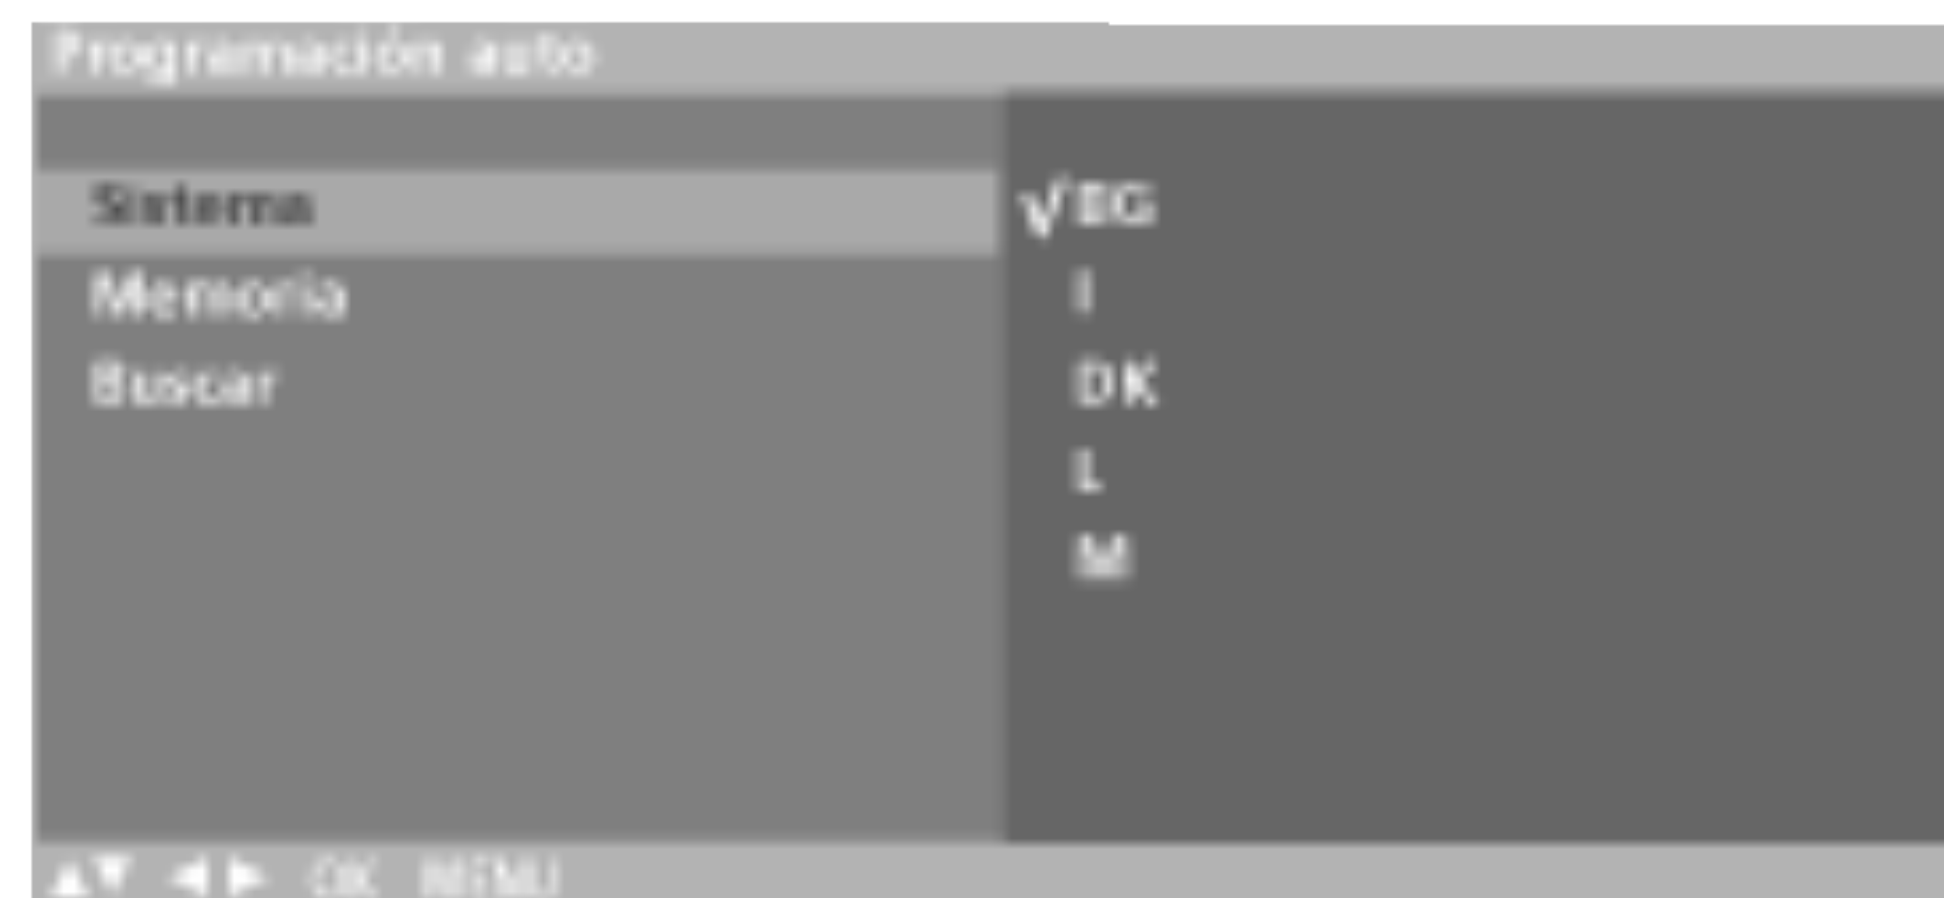 Programación auto
Sistema √BG
Memoria I
Buscar DK
L
M
▲▼ ◀▶ OK MENU